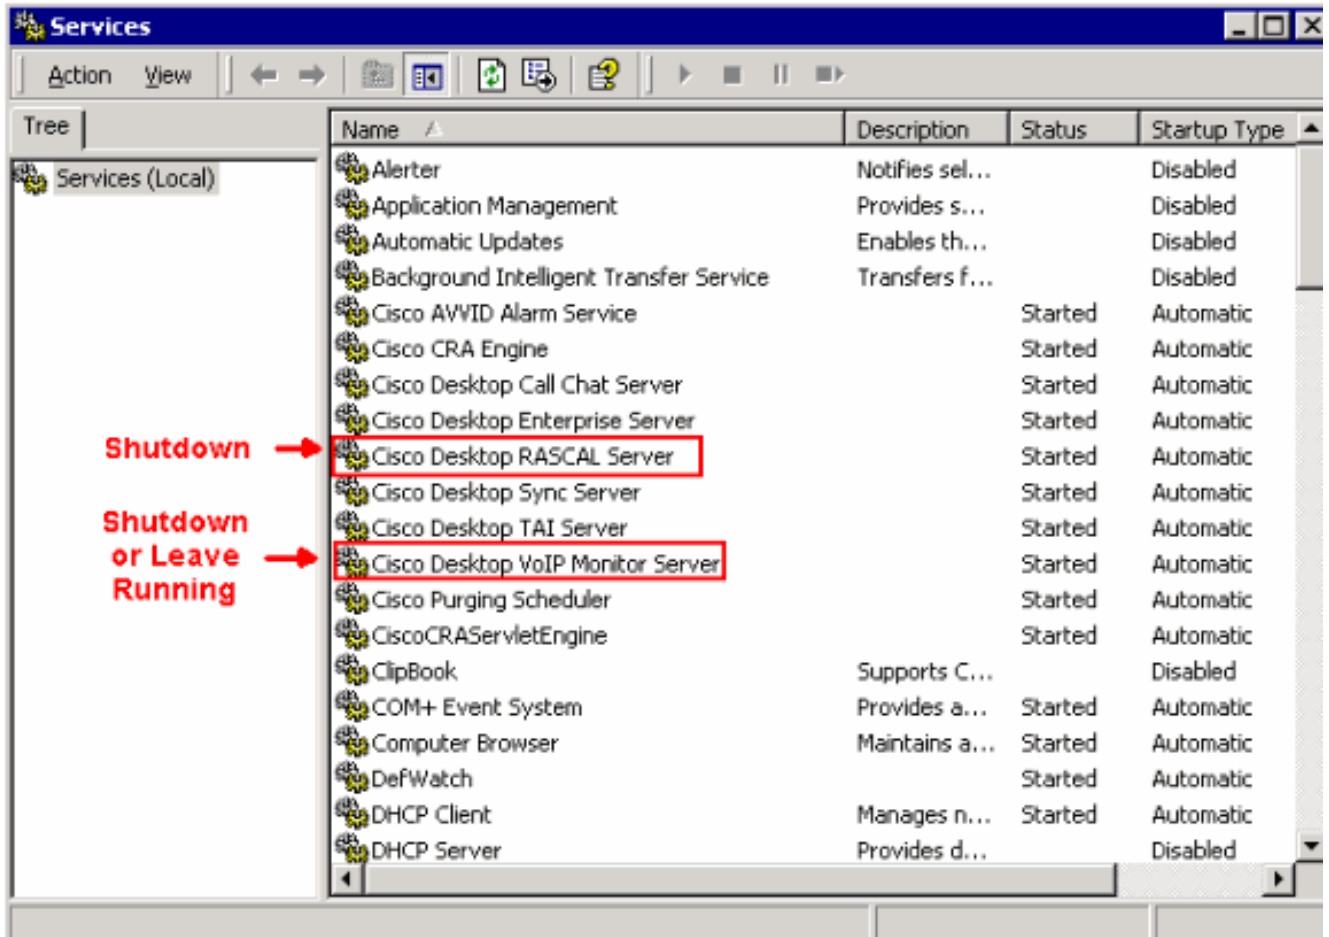 Services
Action View
Tree
Name Description Status Startup Type
Services (Local)
Alerter Notifies sel... Disabled
Application Management Provides s... Disabled
Automatic Updates Enables th... Disabled
Background Intelligent Transfer Service Transfers f... Disabled
Cisco AVVID Alarm Service Started Automatic
Cisco CRA Engine Started Automatic
Cisco Desktop Call Chat Server Started Automatic
Cisco Desktop Enterprise Server Started Automatic
Shutdown
Cisco Desktop RASCAL Server Started Automatic
Cisco Desktop Sync Server Started Automatic
Shutdown
or Leave
Running
Cisco Desktop TAI Server Started Automatic
Cisco Desktop VoIP Monitor Server Started Automatic
Cisco Purging Scheduler Started Automatic
CiscoCRAServletEngine Started Automatic
ClipBook Supports C... Disabled
COM+ Event System Provides a... Started Automatic
Computer Browser Maintains a... Started Automatic
DefWatch Started Automatic
DHCP Client Manages n... Started Automatic
DHCP Server Provides d... Disabled